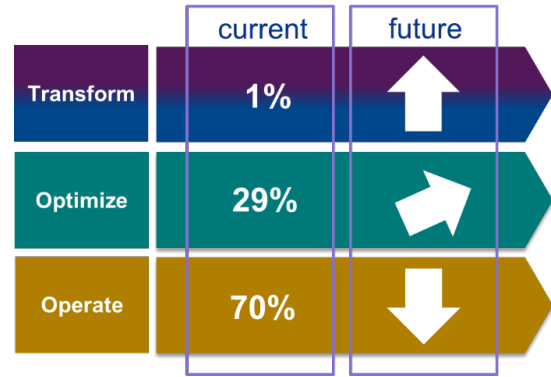 current future
Transform 1%
Optimize 29%
Operate 70%